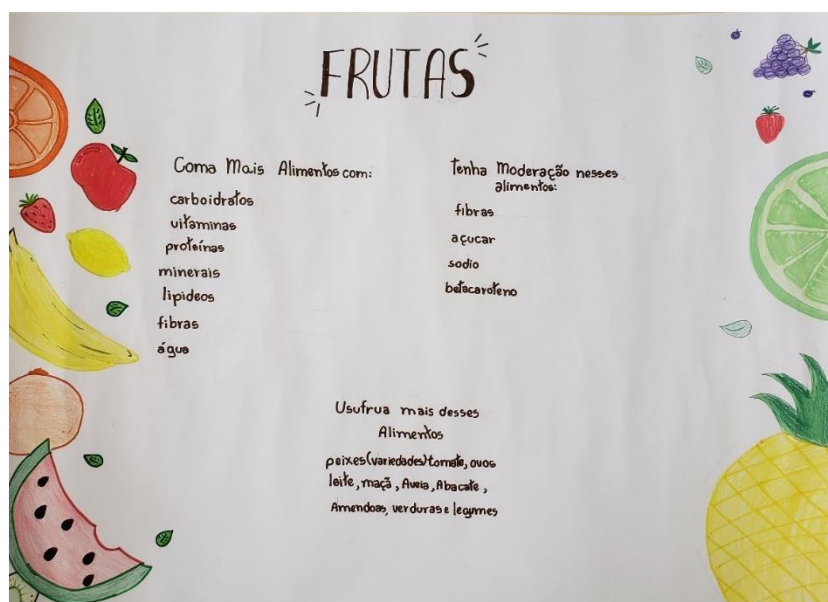 FRUTAS
Coma Mais Alimentos com:
carboidratos
vitaminas
proteínas
minerais
lipideos
fibras
água
Tenha Moderação nesses
alimentos:
fibras
açucar
sodio
betacaroteno
Usufrua mais desses
Alimentos
peixes(variedades)tomate, ovos
leite, maçã, Aveia, Abacate,
Amendoas, verduras e legumes